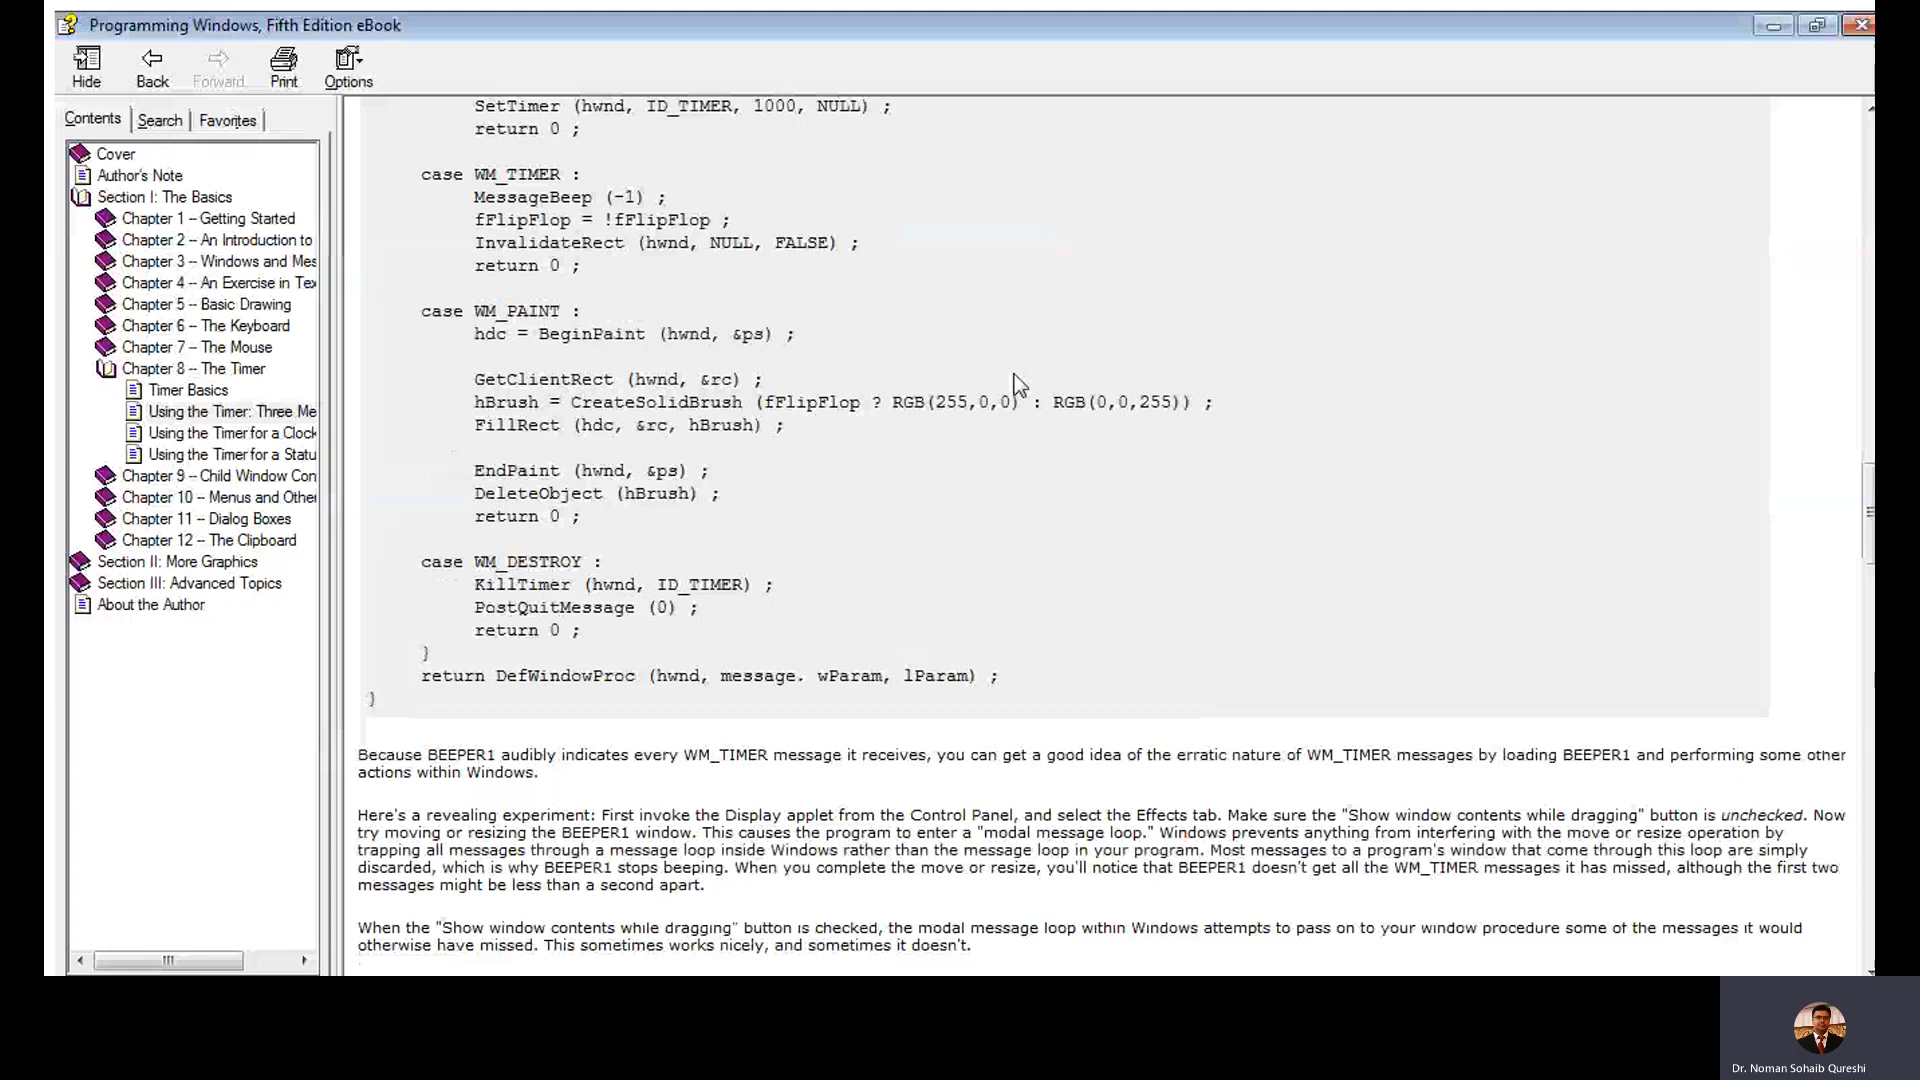 Programming Windows, Fifth Edition eBook
Hide Back Forward Print Options
Contents Search Favorites
Cover
Author's Note
Section I: The Basics
Chapter 1 -- Getting Started
Chapter 2 -- An Introduction to
Chapter 3 -- Windows and Mes
Chapter 4 -- An Exercise in Tex
Chapter 5 -- Basic Drawing
Chapter 6 -- The Keyboard
Chapter 7 -- The Mouse
Chapter 8 -- The Timer
Timer Basics
Using the Timer: Three Me
Using the Timer for a Clock
Using the Timer for a Statu
Chapter 9 -- Child Window Con
Chapter 10 -- Menus and Other
Chapter 11 -- Dialog Boxes
Chapter 12 -- The Clipboard
Section II: More Graphics
Section III: Advanced Topics
About the Author
SetTimer (hwnd, ID_TIMER, 1000, NULL) ;
return 0 ;
case WM_TIMER :
MessageBeep (-1) ;
fFlipFlop = !fFlipFlop ;
InvalidateRect (hwnd, NULL, FALSE) ;
return 0 ;
case WM_PAINT :
hdc = BeginPaint (hwnd, &ps) ;
GetClientRect (hwnd, &rc) ;
hBrush = CreateSolidBrush (fFlipFlop ? RGB(255,0,0) : RGB(0,0,255)) ;
FillRect (hdc, &rc, hBrush) ;
EndPaint (hwnd, &ps) ;
DeleteObject (hBrush) ;
return 0 ;
case WM_DESTROY :
KillTimer (hwnd, ID_TIMER) ;
PostQuitMessage (0) ;
return 0 ;
}
return DefWindowProc (hwnd, message. wParam, lParam) ;
}
Because BEEPER1 audibly indicates every WM_TIMER message it receives, you can get a good idea of the erratic nature of WM_TIMER messages by loading BEEPER1 and performing some other
actions within Windows.
Here's a revealing experiment: First invoke the Display applet from the Control Panel, and select the Effects tab. Make sure the "Show window contents while dragging" button is unchecked. Now
try moving or resizing the BEEPER1 window. This causes the program to enter a "modal message loop." Windows prevents anything from interfering with the move or resize operation by
trapping all messages through a message loop inside Windows rather than the message loop in your program. Most messages to a program's window that come through this loop are simply
discarded, which is why BEEPER1 stops beeping. When you complete the move or resize, you'll notice that BEEPER1 doesn't get all the WM_TIMER messages it has missed, although the first two
messages might be less than a second apart.
When the "Show window contents while dragging" button is checked, the modal message loop within Windows attempts to pass on to your window procedure some of the messages it would
otherwise have missed. This sometimes works nicely, and sometimes it doesn't.
Dr. Noman Sohaib Qureshi